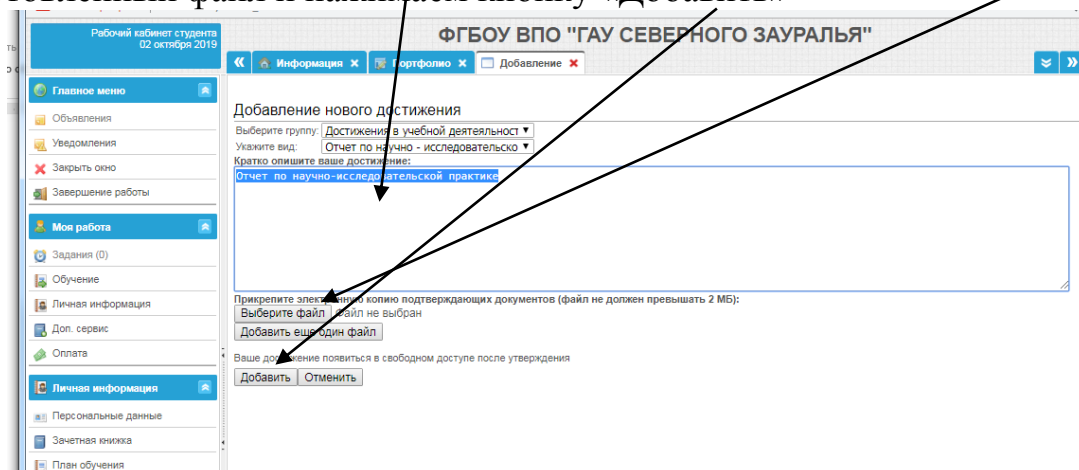 файл и нажимаем кнопку «Добавить»
Рабочий кабинет студента
02 октября 2019
ФГБОУ ВПО "ГАУ СЕВЕРНОГО ЗАУРАЛЬЯ"
Информация
Портфолио
Добавление
Главное меню
Объявления
Уведомления
Закрыть окно
Завершение работы
Моя работа
Задания (0)
Обучение
Личная информация
Доп. сервис
Оплата
Личная информация
Персональные данные
Зачетная книжка
План обучения
Добавление нового достижения
Выберите группу: Достижения в учебной деятельност
Укажите вид: Отчет по научно - исследовательско
Кратко опишите ваше достижение:
Отчет по научно-исследовательской практике
Прикрепите электронную копию подтверждающих документов (файл не должен превышать 2 МБ):
Выберите файл Файл не выбран
Добавить еще один файл
Ваше достижение появиться в свободном доступе после утверждения
Добавить Отменить